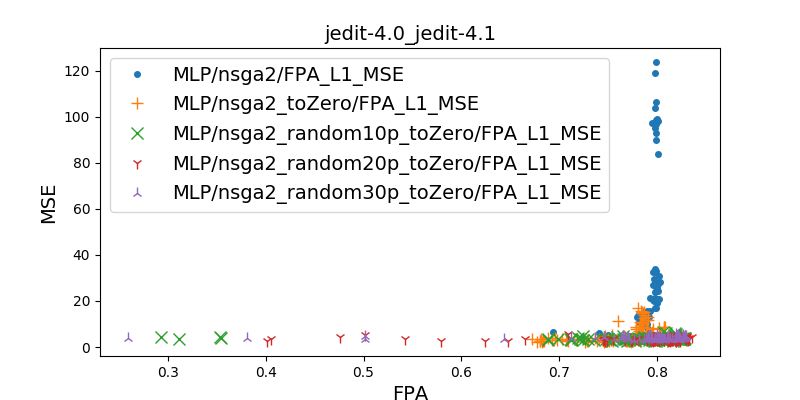 jedit-4.0_jedit-4.1
MLP/nsga2/FPA_L1_MSE
MLP/nsga2_toZero/FPA_L1_MSE
MLP/nsga2_random10p_toZero/FPA_L1_MSE
MLP/nsga2_random20p_toZero/FPA_L1_MSE
MLP/nsga2_random30p_toZero/FPA_L1_MSE
MSE
120
100
80
60
40
20
0
0.3 0.4 0.5 0.6 0.7 0.8
FPA